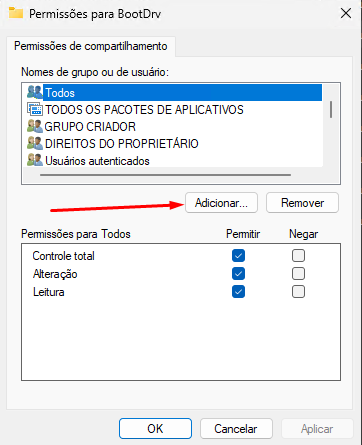 Permissões para BootDrv
Permissões de compartilhamento
Nomes de grupo ou de usuário:
Todos
TODOS OS PACOTES DE APLICATIVOS
GRUPO CRIADOR
DIREITOS DO PROPRIETÁRIO
Usuários autenticados
Adicionar... Remover
Permissões para Todos Permitir Negar
Controle total
Alteração
Leitura
OK Cancelar Aplicar